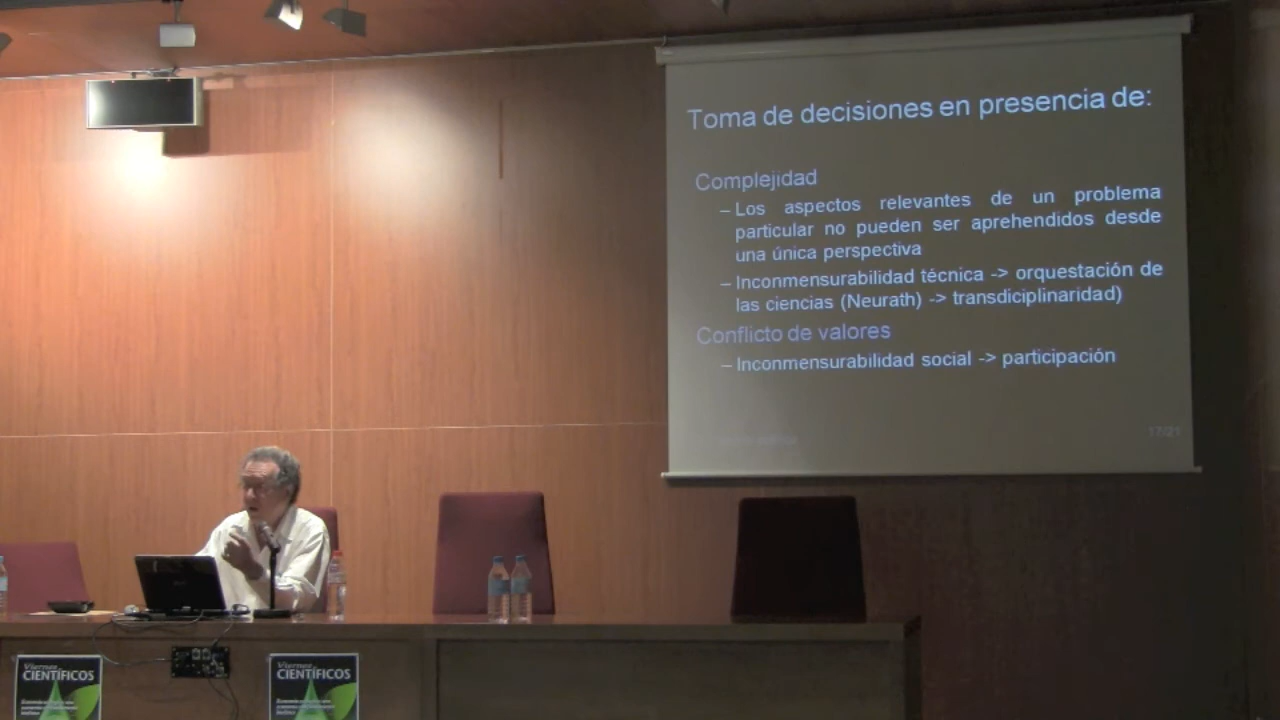 Toma de decisiones en presencia de:
Complejidad
– Los aspectos relevantes de un problema
particular no pueden ser aprehendidos desde
una única perspectiva
– Inconmensurabilidad técnica -> orquestación de
las ciencias (Neurath) -> transdiciplinaridad)
Conflicto de valores
– Inconmensurabilidad social -> participación
17/21
Viernes
CIENTÍFICOS
Viernes
CIENTÍFICOS